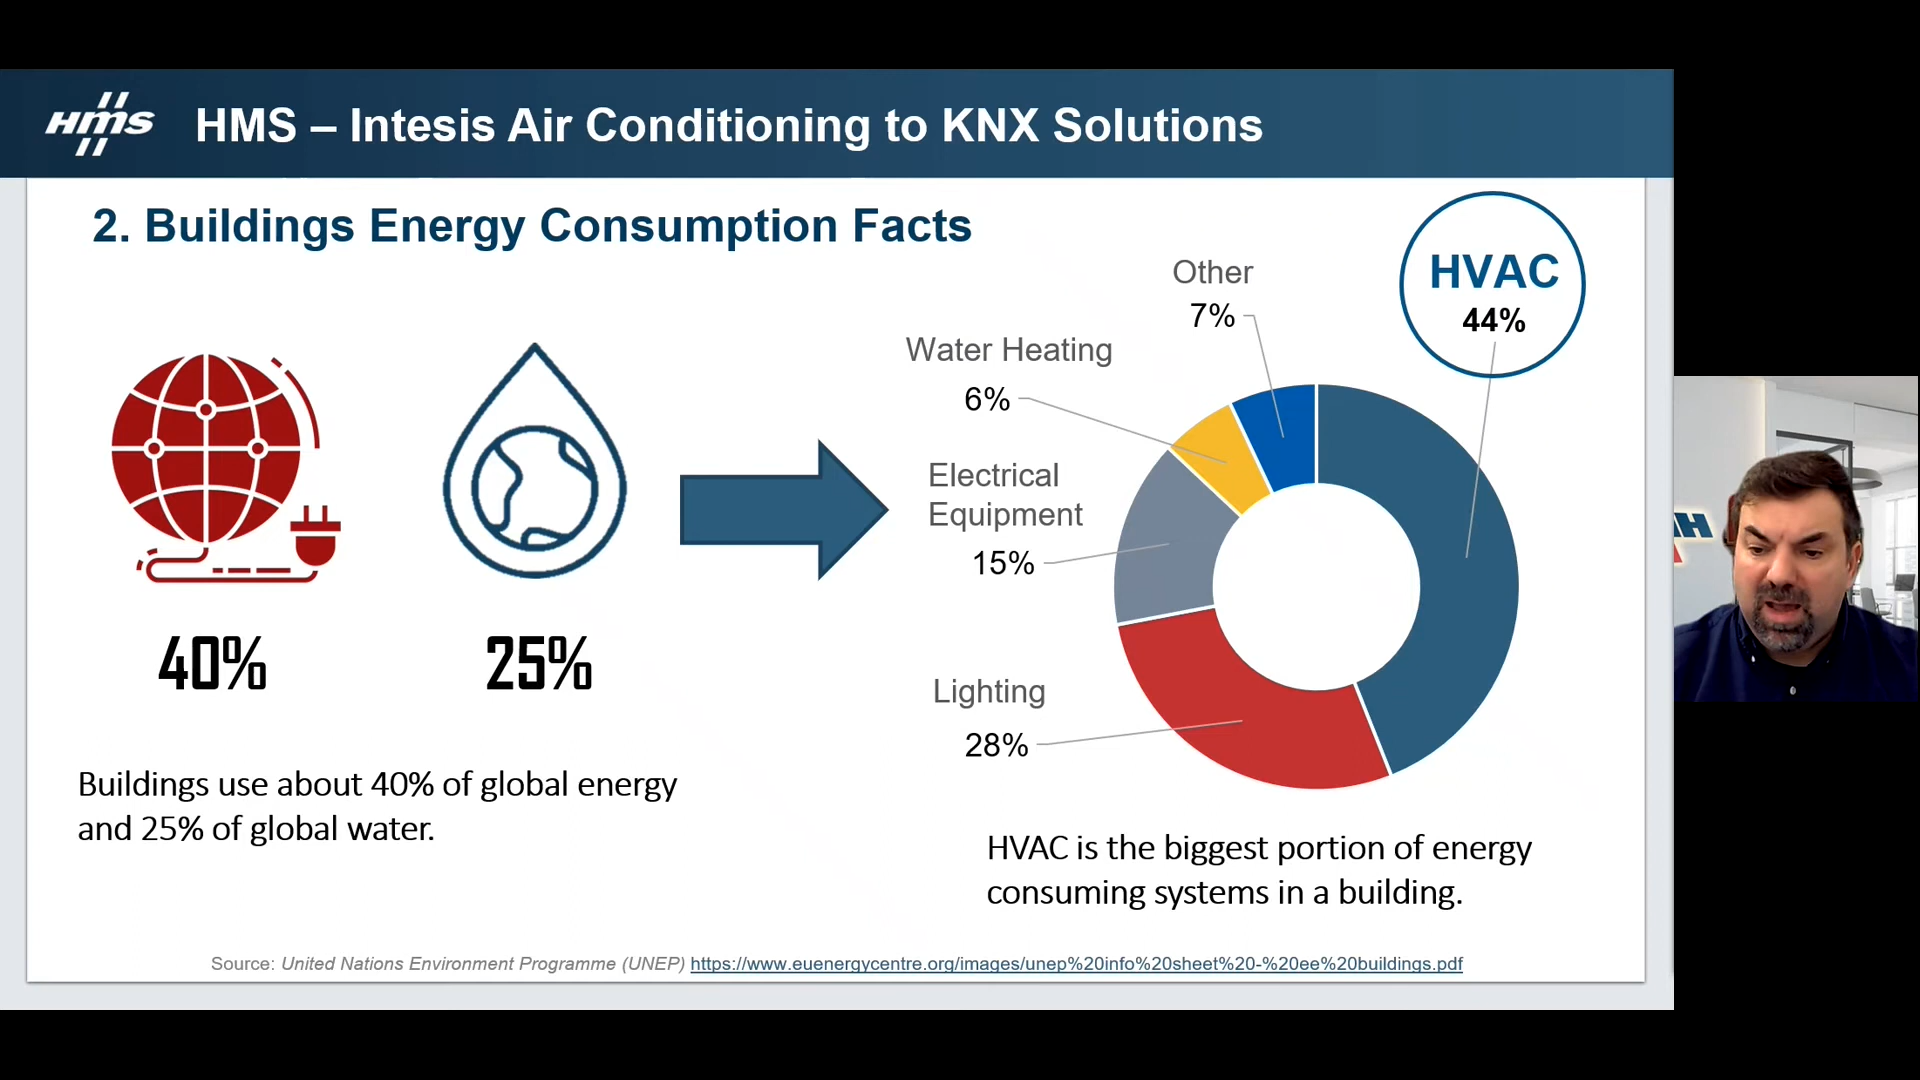 HMS
HMS – Intesis Air Conditioning to KNX Solutions
2. Buildings Energy Consumption Facts
HVAC
44%
Other
7%
Water Heating
6%
Electrical
Equipment
15%
Lighting
28%
40%
25%
Buildings use about 40% of global energy
and 25% of global water.
HVAC is the biggest portion of energy
consuming systems in a building.
Source: United Nations Environment Programme (UNEP) https://www.euenergycentre.org/images/unep%20info%20sheet%20-%20ee%20buildings.pdf